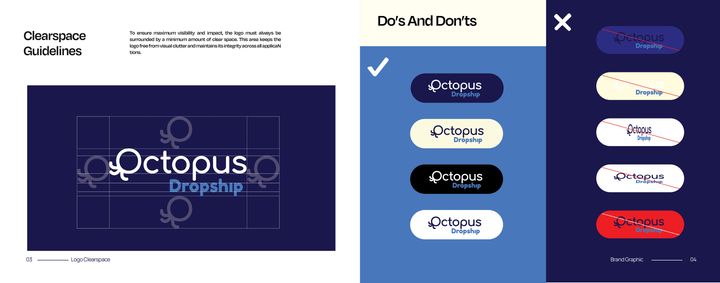 Clearspace
Guidelines
To ensure maximum visibility and impact, the logo must always be
surrounded by a minimum amount of clear space. This area keeps the
logo free from visual clutter and maintains its integrity across all applicati
tions.
Octopus
Dropship
03
Logo Clearspace
Do's And Don'ts
Octopus
Dropship
Octopus
Dropship
Octopus
Dropship
Octopus
Dropship
Octopus
Dropship
Dropship
Octopus
Dropship
Octopus
Dropship
Octopus
Dropship
Brand Graphic
04